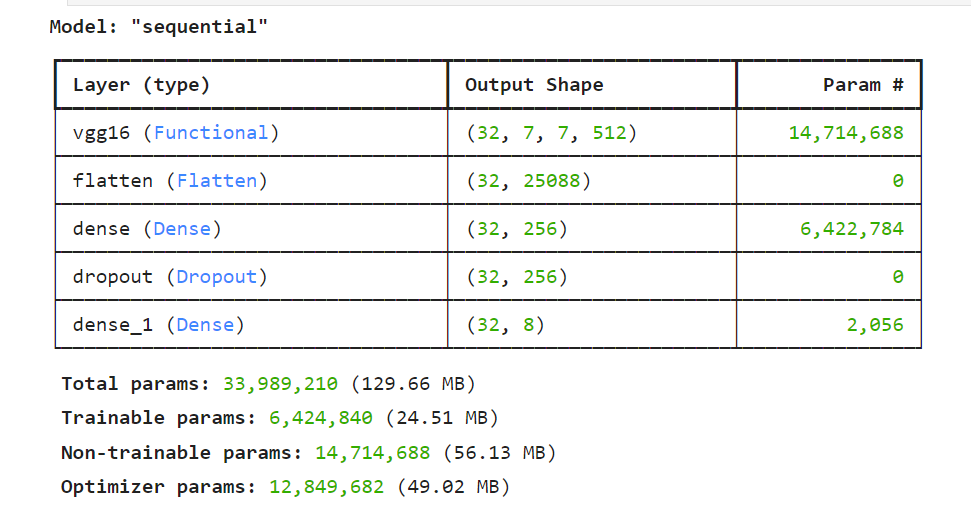 Model: "sequential"
Layer (type) Output Shape Param #
vgg16 (Functional) (32, 7, 7, 512) 14,714,688
flatten (Flatten) (32, 25088) 0
dense (Dense) (32, 256) 6,422,784
dropout (Dropout) (32, 256) 0
dense_1 (Dense) (32, 8) 2,056
Total params: 33,989,210 (129.66 MB)
Trainable params: 6,424,840 (24.51 MB)
Non-trainable params: 14,714,688 (56.13 MB)
Optimizer params: 12,849,682 (49.02 MB)